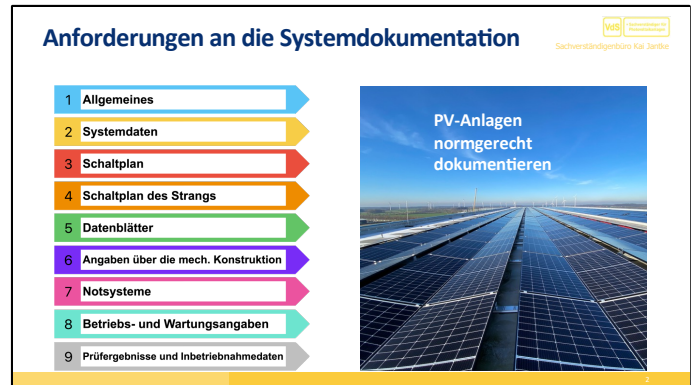 Anforderungen an die Systemdokumentation
VdS
Sachverständigenbüro Kai Jantke
1 Allgemeines
2 Systemdaten
3 Schaltplan
4 Schaltplan des Strangs
5 Datenblätter
6 Angaben über die mech. Konstruktion
7 Notsysteme
8 Betriebs- und Wartungsangaben
9 Prüfergebnisse und Inbetriebnahmedaten
PV-Anlagen
normgerecht
dokumentieren
2